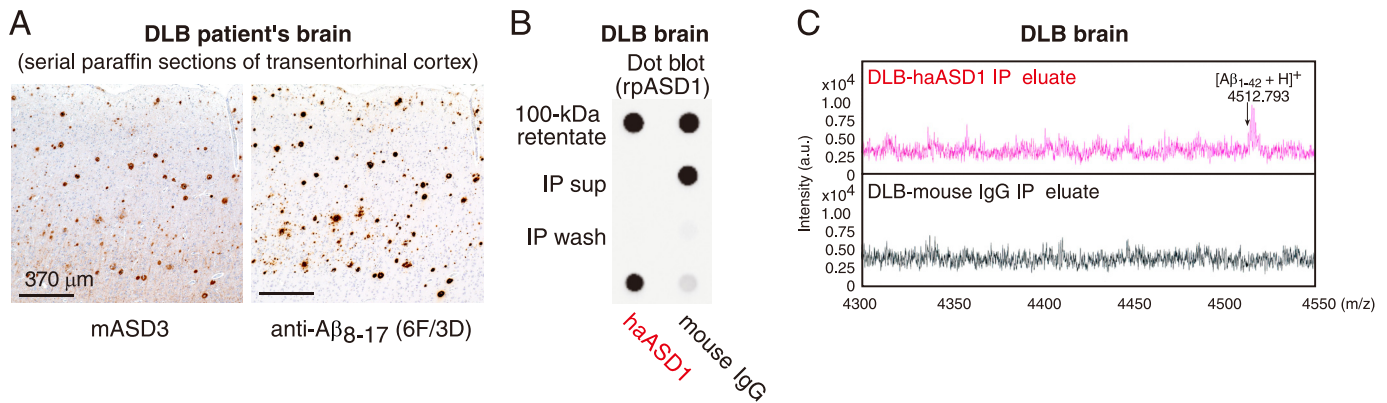 A
DLB patient's brain
(serial paraffin sections of transentorhinal cortex)
370 μm
mASD3
anti-Aβ8-17 (6F/3D)
B
DLB brain
Dot blot
(rpASD1)
100-kDa
retentate
IP sup
IP wash
haASD1
mouse IgG
C
DLB brain
Intensity (a.u.)
x10⁴
1.00
0.75
0.50
0.25
0
DLB-haASD1 IP eluate
[Aβ1-42 + H]+
4512.793
x10⁴
1.00
0.75
0.50
0.25
0
DLB-mouse IgG IP eluate
4300
4350
4400
4450
4500
4550
(m/z)